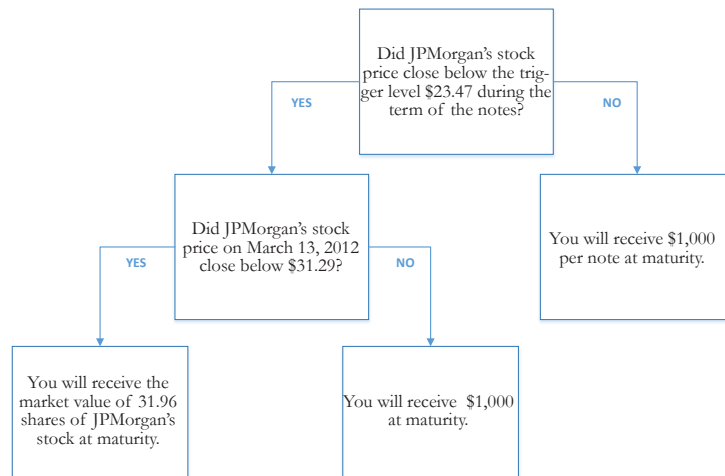 Did JPMorgan's stock
price close below the trig-
ger level $23.47 during the
term of the notes?
YES
NO
Did JPMorgan's stock
price on March 13, 2012
close below $31.29?
You will receive $1,000
per note at maturity.
YES
NO
You will receive the
market value of 31.96
shares of JPMorgan's
stock at maturity.
You will receive $1,000
at maturity.